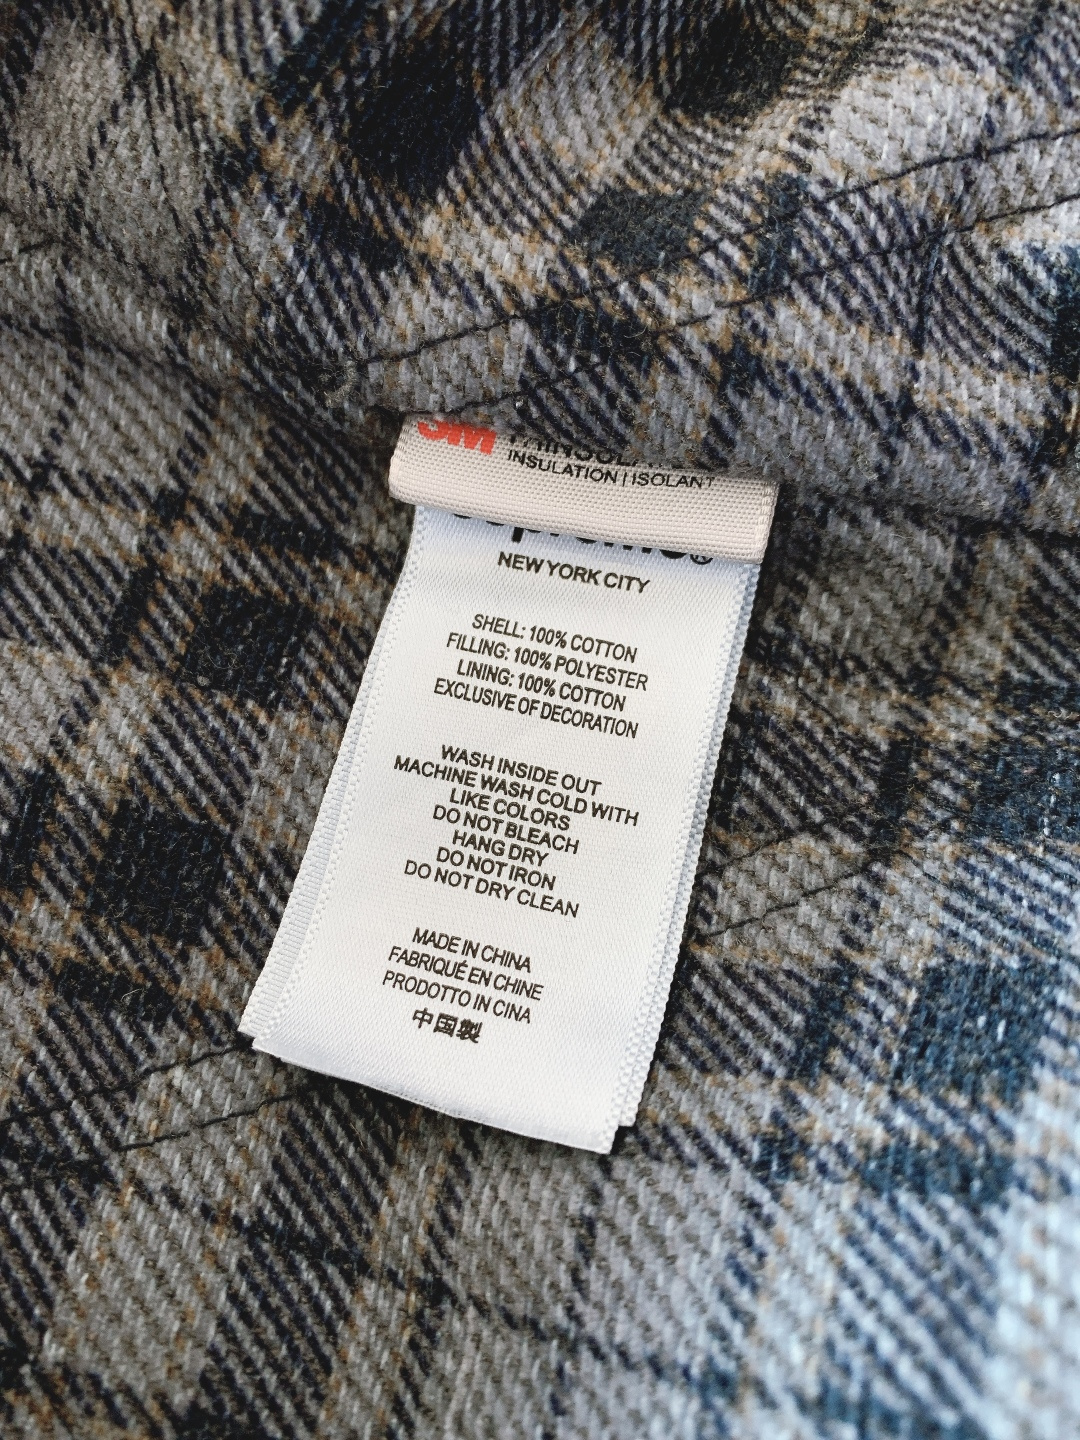 3M THINSULATE
INSULATION | ISOLANT
Supreme®
NEW YORK CITY
SHELL: 100% COTTON
FILLING: 100% POLYESTER
LINING: 100% COTTON
EXCLUSIVE OF DECORATION
WASH INSIDE OUT
MACHINE WASH COLD WITH
LIKE COLORS
DO NOT BLEACH
HANG DRY
DO NOT IRON
DO NOT DRY CLEAN
MADE IN CHINA
FABRIQUÉ EN CHINE
PRODOTTO IN CINA
中国製